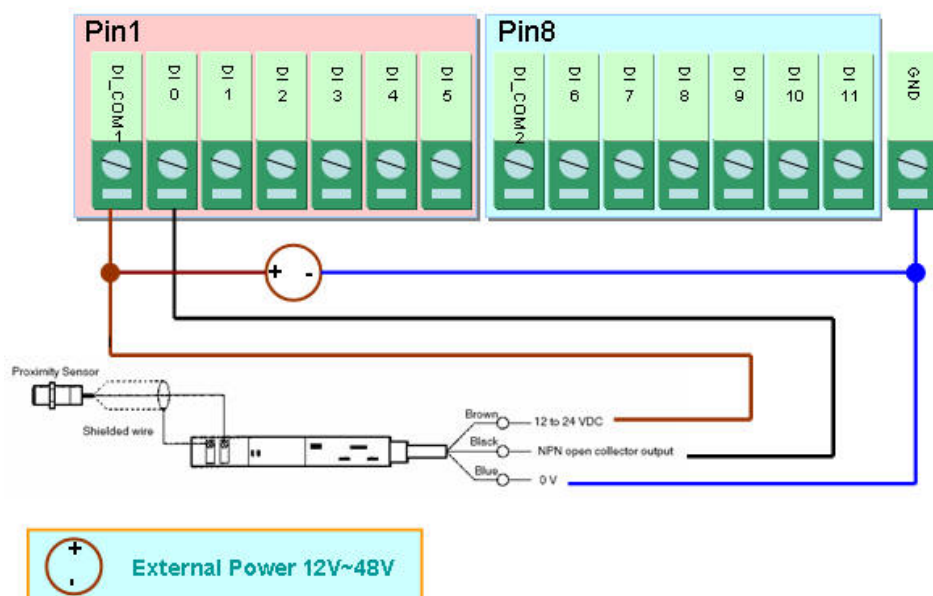 Pin1
Pin8
DI_COM1
DI 0
DI 1
DI 2
DI 3
DI 4
DI 5
DI_COM2
DI 6
DI 7
DI 8
DI 9
DI 10
DI 11
GND
+ -
Proximity Sensor
Shielded wire
Brown
12 to 24 VDC
Black
NPN open collector output
Blue
0 V
+
-
External Power 12V~48V